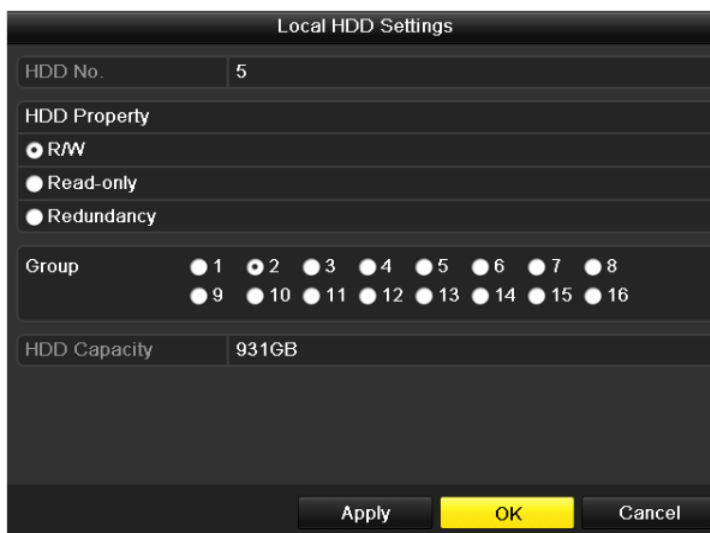 Local HDD Settings
HDD No. 5
HDD Property
R/W
Read-only
Redundancy
Group 1 2 3 4 5 6 7 8
9 10 11 12 13 14 15 16
HDD Capacity 931GB
Apply OK Cancel